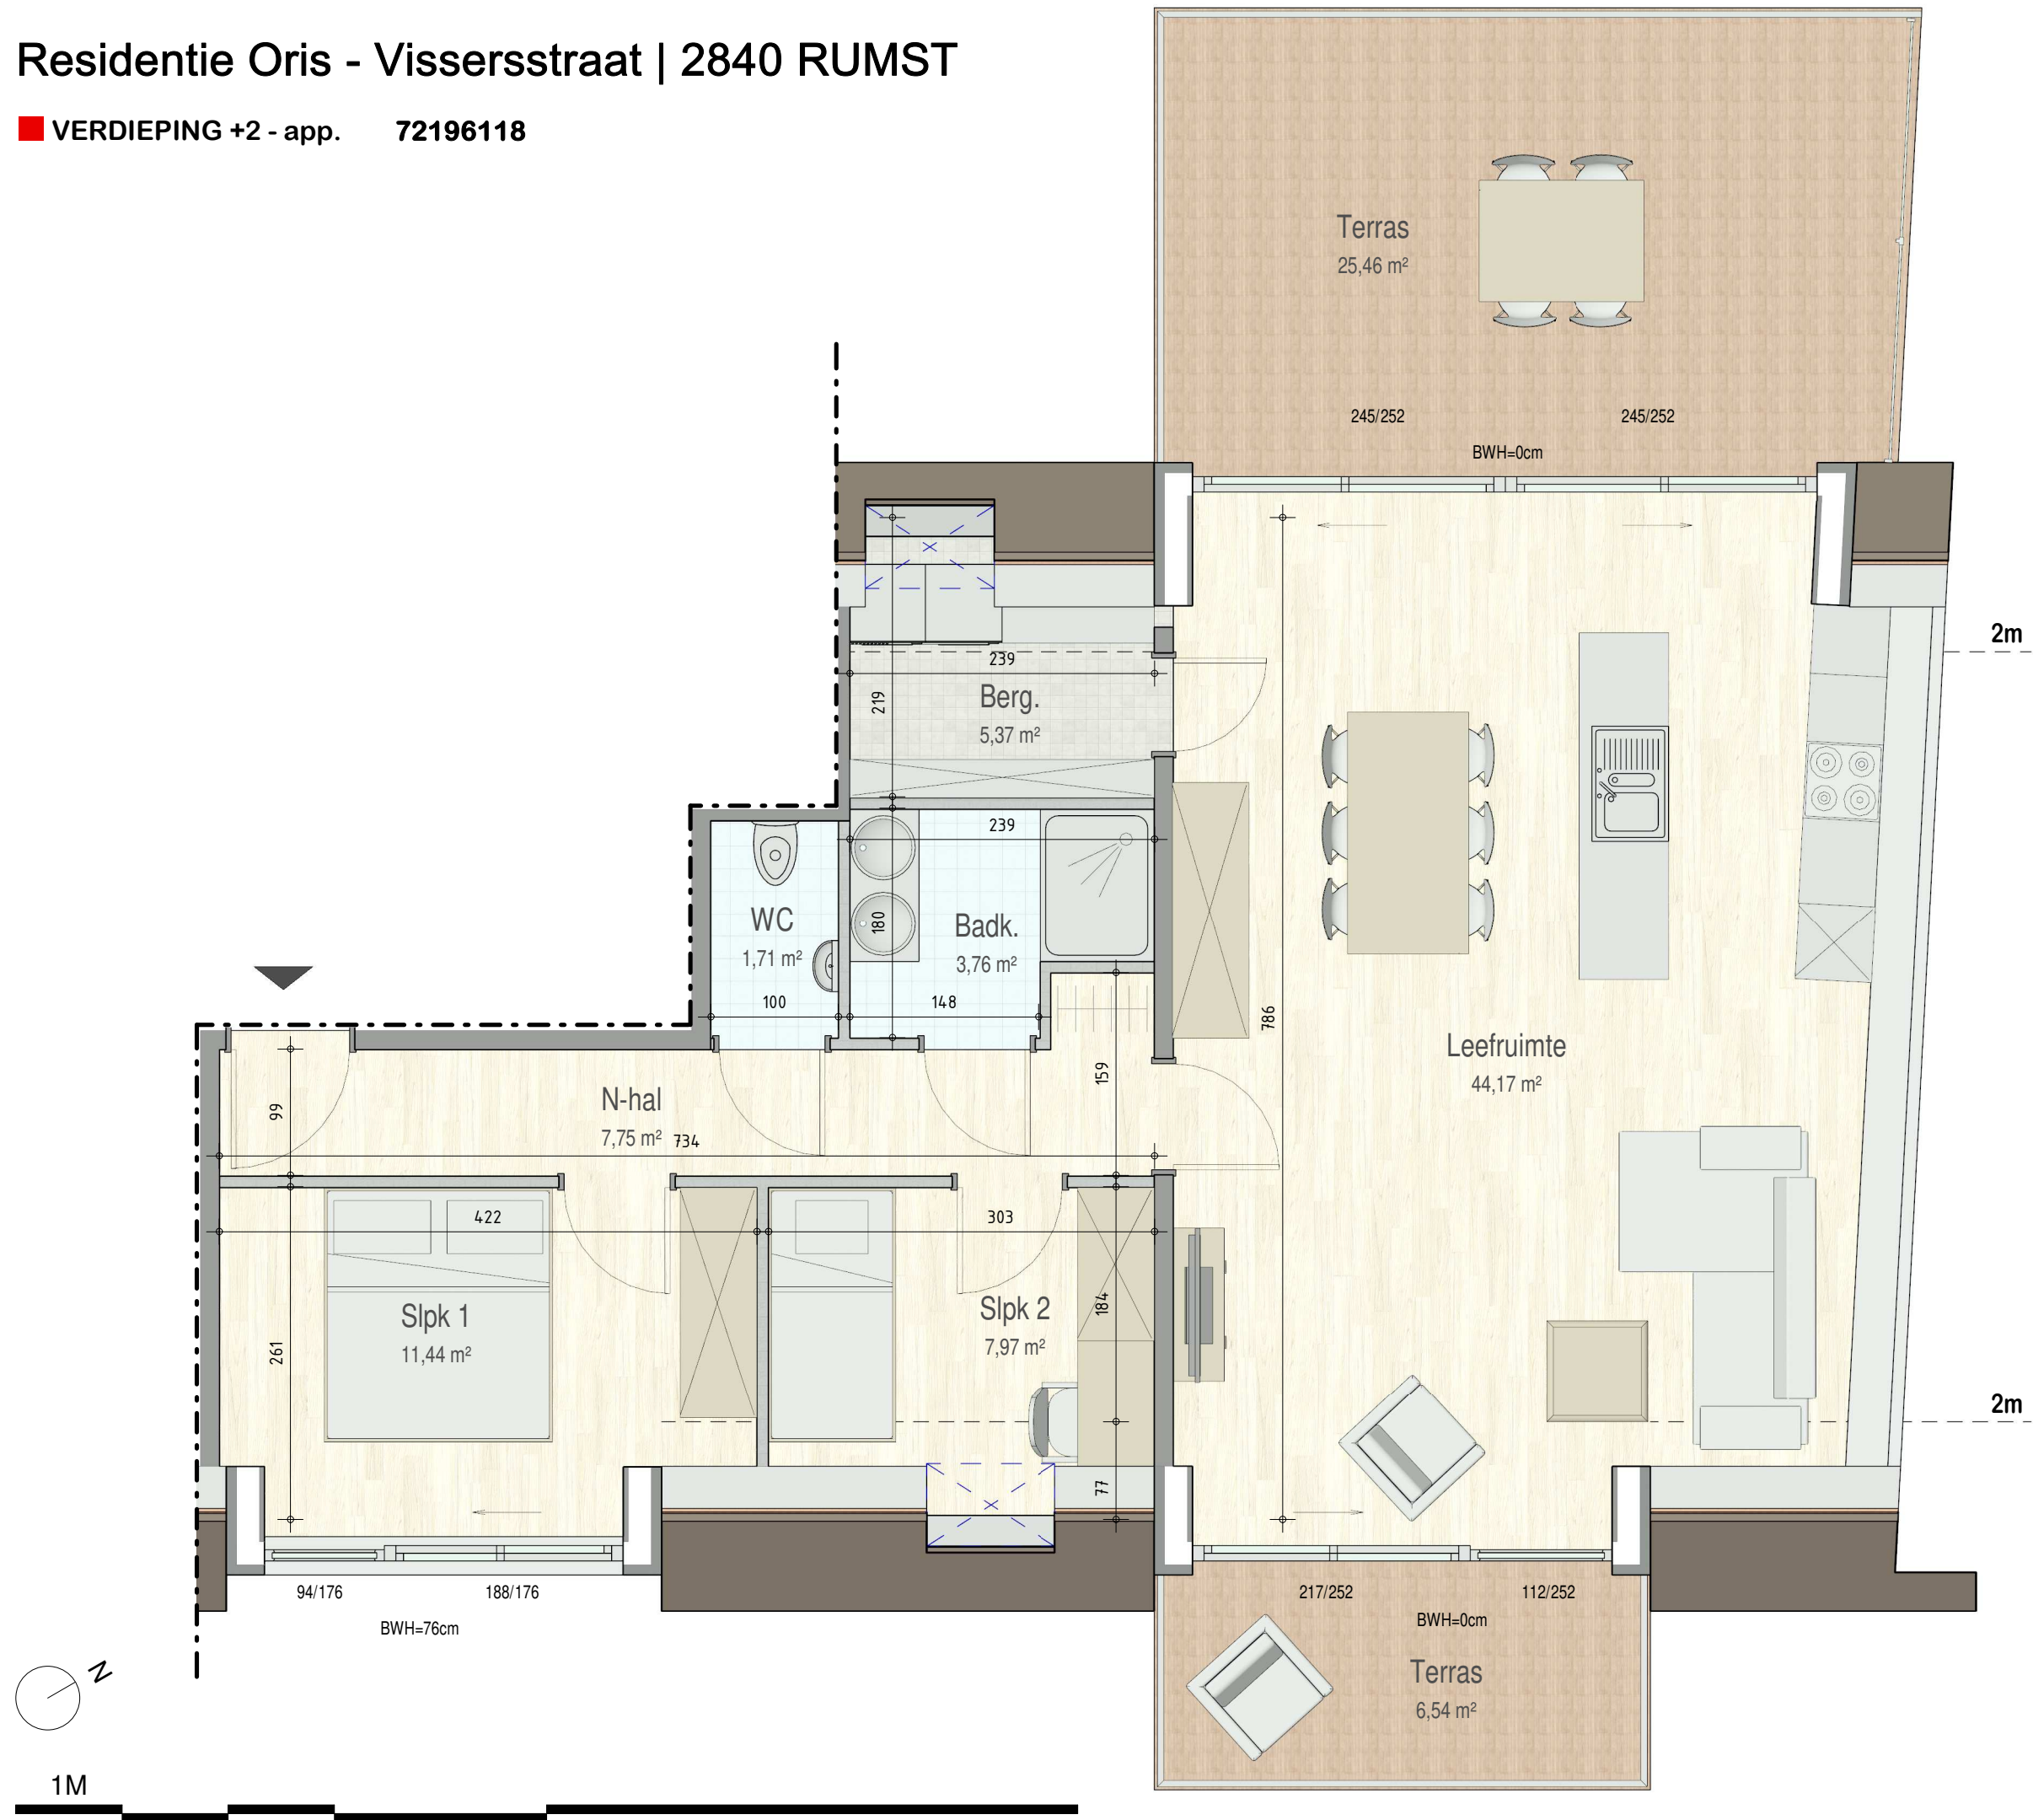 Residentie Oris - Vissersstraat | 2840 RUMST
VERDIEPING +2 - app. 72196118
Terras
25,46 m²
245/252 245/252
BWH=0cm
2m
239
219
Berg.
5,37 m²
239
180
WC
1,71 m²
Badk.
3,76 m²
100
148
786
Leefruimte
44,17 m²
159
99
N-hal
7,75 m²
734
422
303
Slpk 1
11,44 m²
261
Slpk 2
7,97 m²
184
77
2m
94/176 188/176
BWH=76cm
217/252 112/252
BWH=0cm
Terras
6,54 m²
N
1M